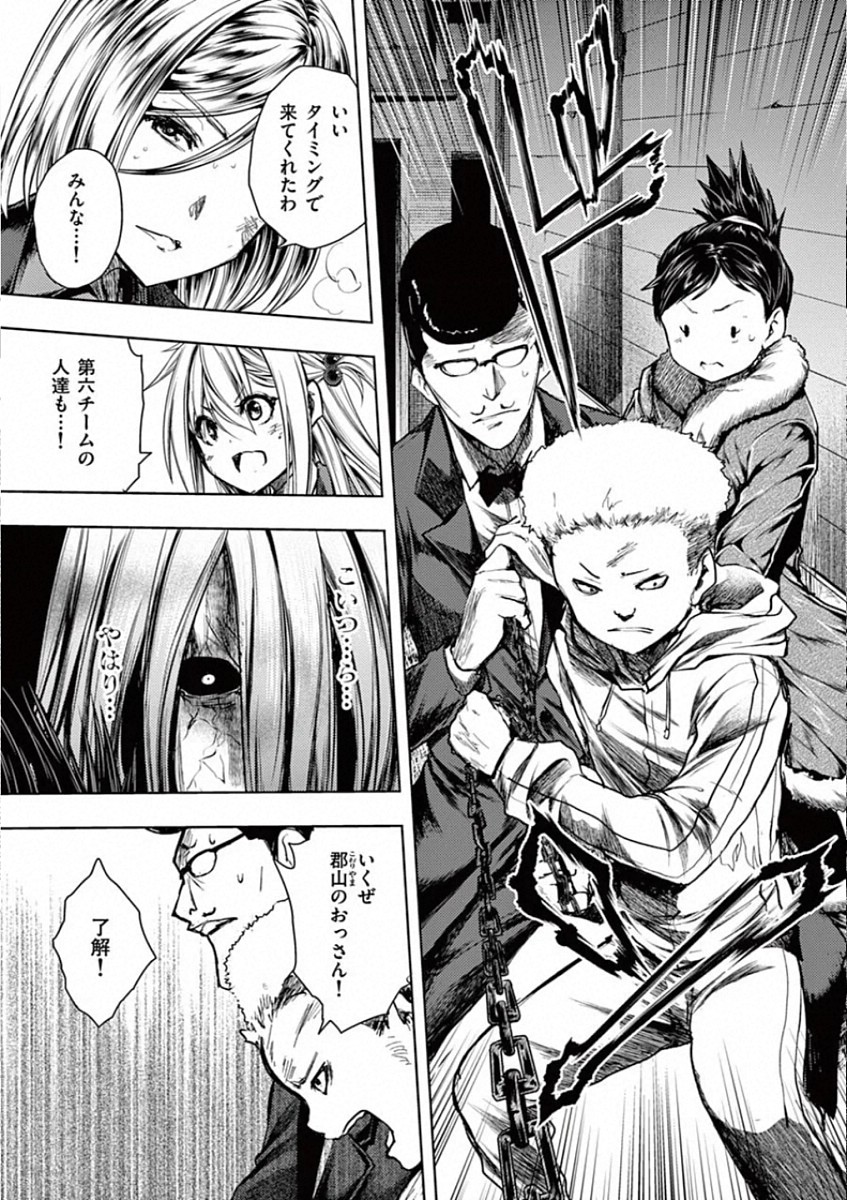 いい
タイミングで
来てくれたわ
みんな…!
第六チームの
人達も…!
こいつ…ら…
やはり…
いくぜ
郡山のおっさん!
こおりやま
了解!